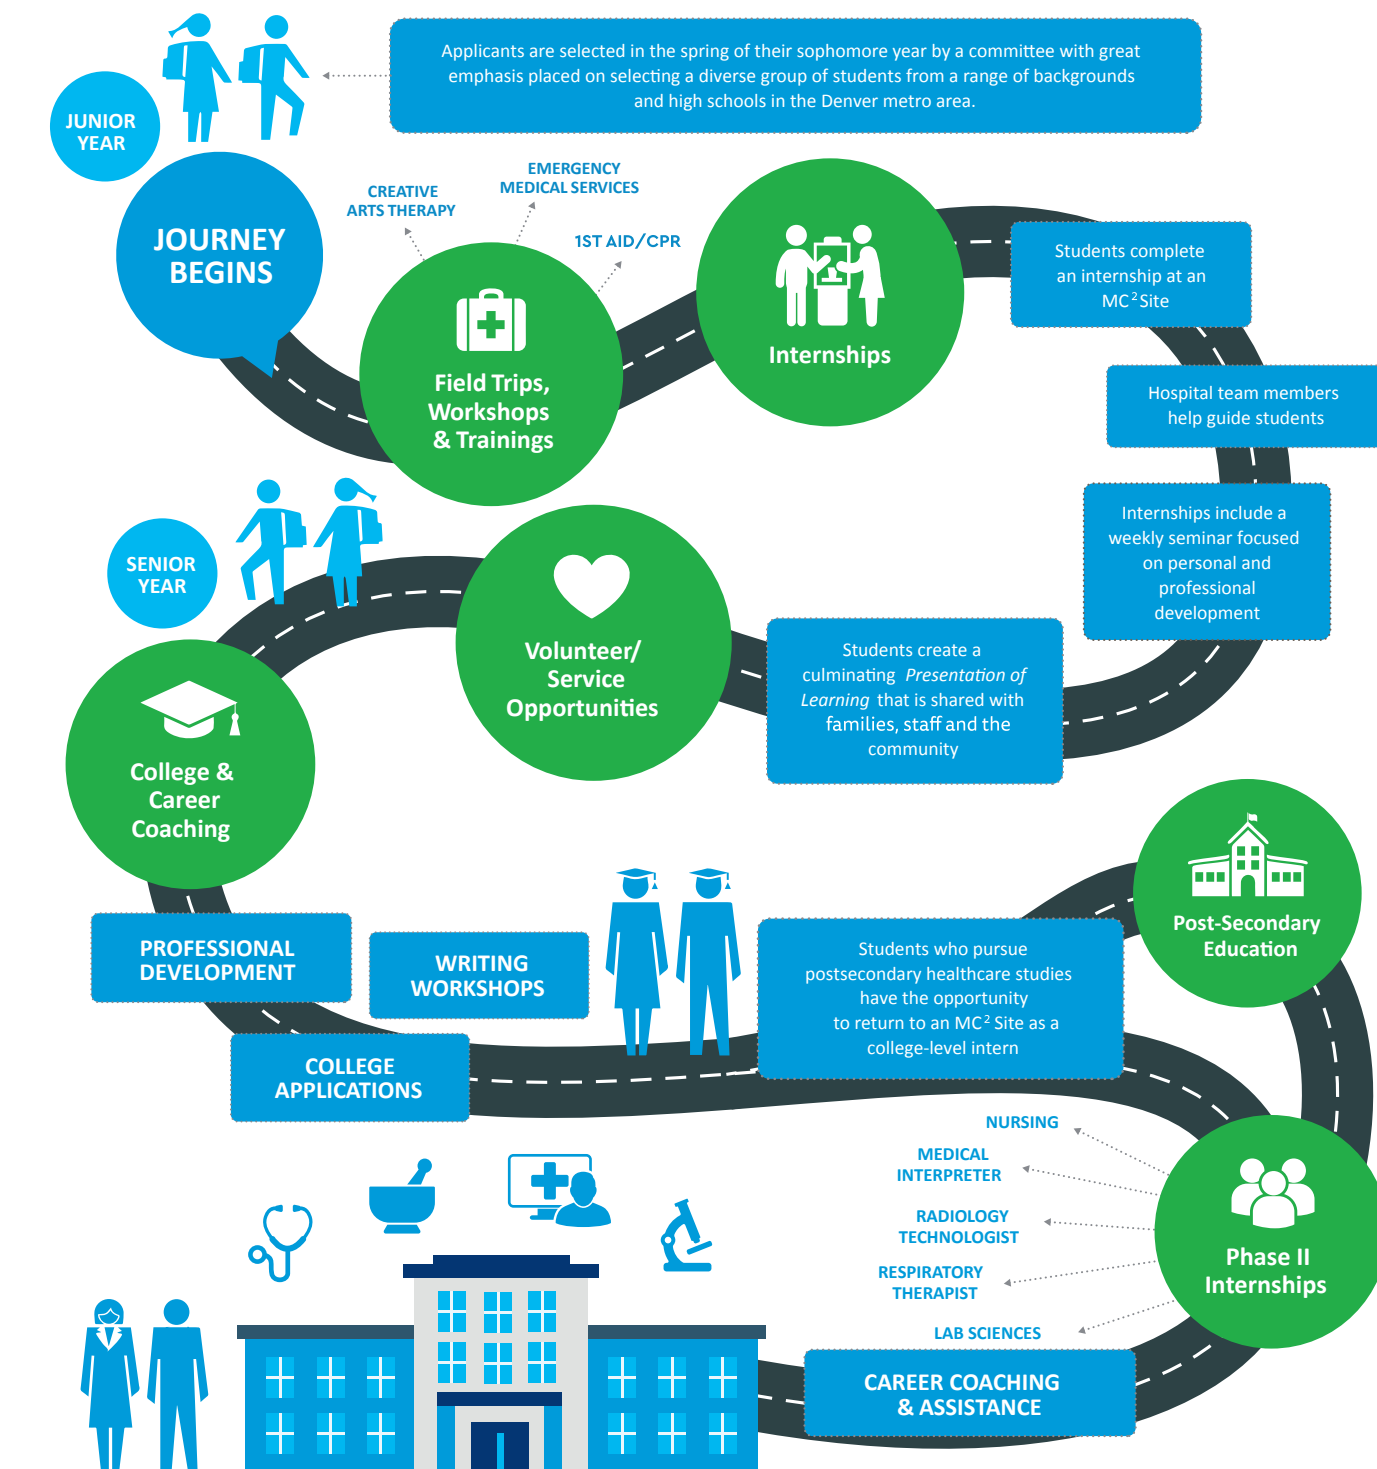 Applicants are selected in the spring of their sophomore year by a committee with great
emphasis placed on selecting a diverse group of students from a range of backgrounds
and high schools in the Denver metro area.
JUNIOR
YEAR
JOURNEY
BEGINS
CREATIVE
ARTS THERAPY
EMERGENCY
MEDICAL SERVICES
1ST AID/CPR
Field Trips,
Workshops
& Trainings
Internships
Students complete
an internship at an
MC² Site
Hospital team members
help guide students
Internships include a
weekly seminar focused
on personal and
professional
development
Students create a
culminating Presentation of
Learning that is shared with
families, staff and the
community
Volunteer/
Service
Opportunities
SENIOR
YEAR
College &
Career
Coaching
PROFESSIONAL
DEVELOPMENT
WRITING
WORKSHOPS
COLLEGE
APPLICATIONS
Students who pursue
postsecondary healthcare studies
have the opportunity
to return to an MC² Site as a
college-level intern
Post-Secondary
Education
Phase II
Internships
NURSING
MEDICAL
INTERPRETER
RADIOLOGY
TECHNOLOGIST
RESPIRATORY
THERAPIST
LAB SCIENCES
CAREER COACHING
& ASSISTANCE